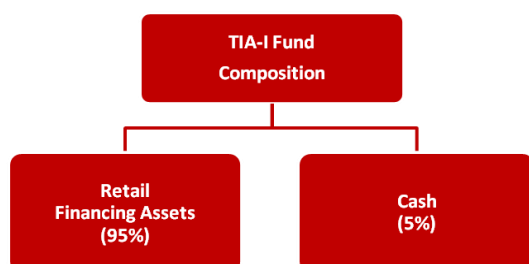 TIA-I Fund
Composition
Retail
Financing Assets
(95%)
Cash
(5%)